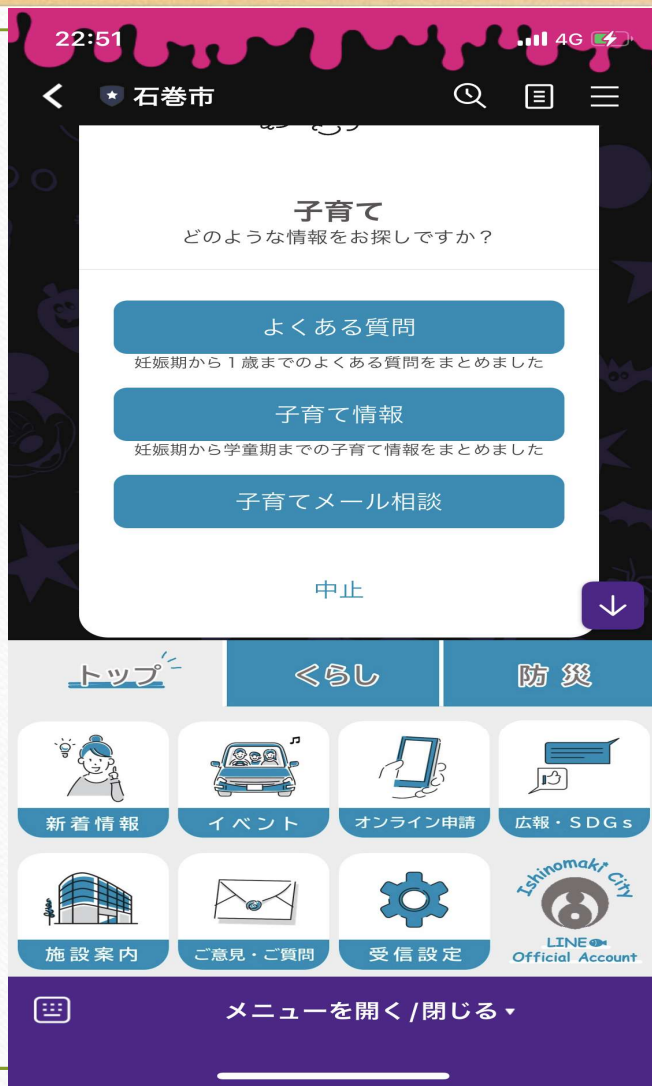 22:51
4G
石巻市
子育て
どのような情報をお探しですか？
よくある質問
妊娠期から１歳までのよくある質問をまとめました
子育て情報
妊娠期から学童期までの子育て情報をまとめました
子育てメール相談
中止
トップ
くらし
防災
新着情報
イベント
オンライン申請
広報・SDGs
施設案内
ご意見・ご質問
受信設定
Ishinomaki City
LINE
Official Account
メニューを開く/閉じる▾